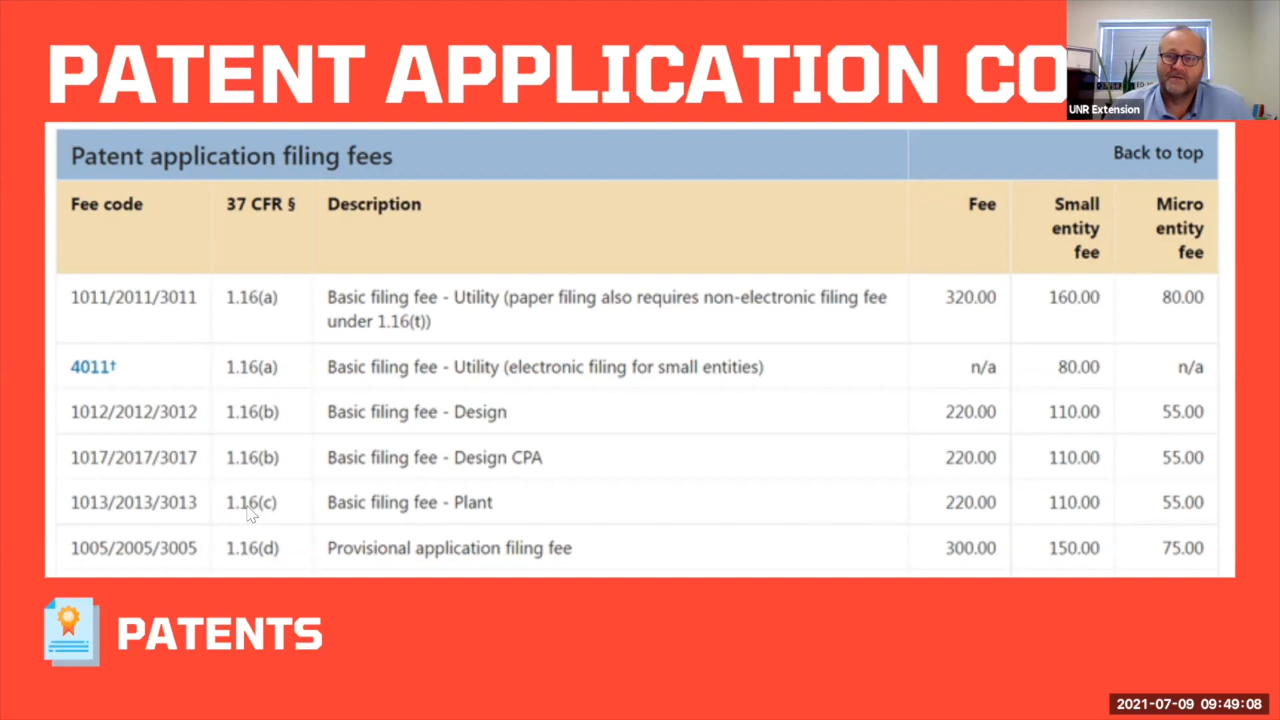 PATENT APPLICATION CO
UNR Extension
Patent application filing fees Back to top
Fee code 37 CFR § Description Fee Small entity fee Micro entity fee
1011/2011/3011 1.16(a) Basic filing fee - Utility (paper filing also requires non-electronic filing fee under 1.16(t)) 320.00 160.00 80.00
4011† 1.16(a) Basic filing fee - Utility (electronic filing for small entities) n/a 80.00 n/a
1012/2012/3012 1.16(b) Basic filing fee - Design 220.00 110.00 55.00
1017/2017/3017 1.16(b) Basic filing fee - Design CPA 220.00 110.00 55.00
1013/2013/3013 1.16(c) Basic filing fee - Plant 220.00 110.00 55.00
1005/2005/3005 1.16(d) Provisional application filing fee 300.00 150.00 75.00
PATENTS
2021-07-09 09:49:08